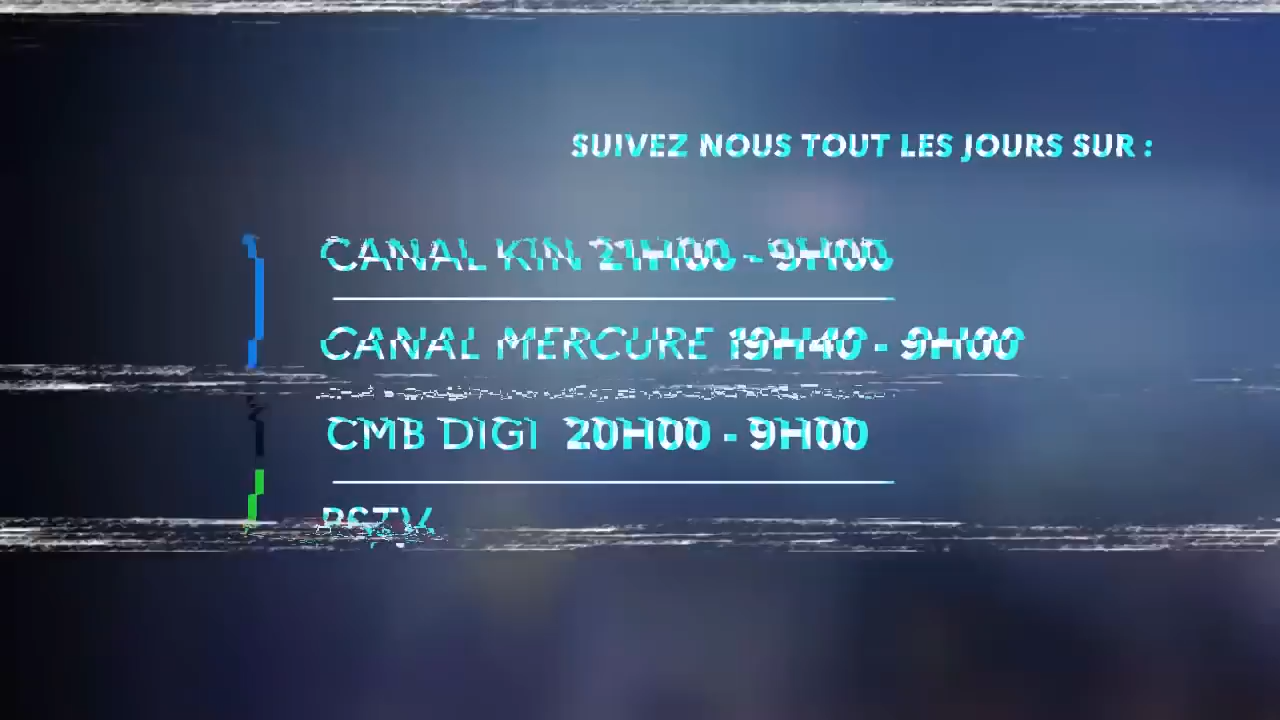 SUIVEZ NOUS TOUT LES JOURS SUR :
CANAL KIN 21H00 - 9H00
CANAL MERCURE 19H40 - 9H00
CMB DIGI 20H00 - 9H00